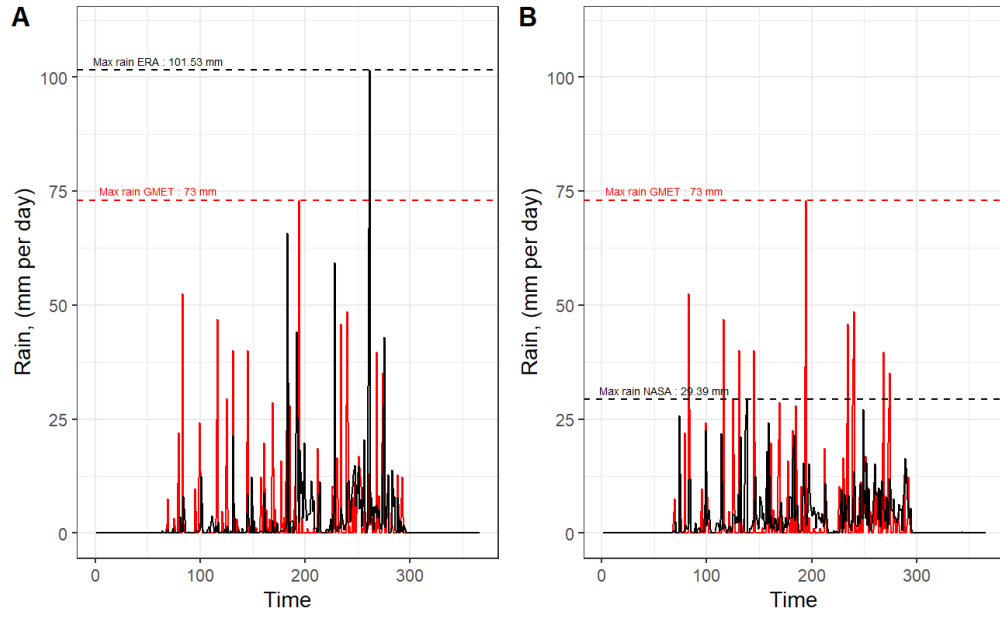 A
Max rain ERA : 101.53 mm
Max rain GMET : 73 mm
Rain, (mm per day)
100
75
50
25
0
0 100 200 300
Time
B
Max rain GMET : 73 mm
Max rain NASA : 29.39 mm
Rain, (mm per day)
100
75
50
25
0
0 100 200 300
Time